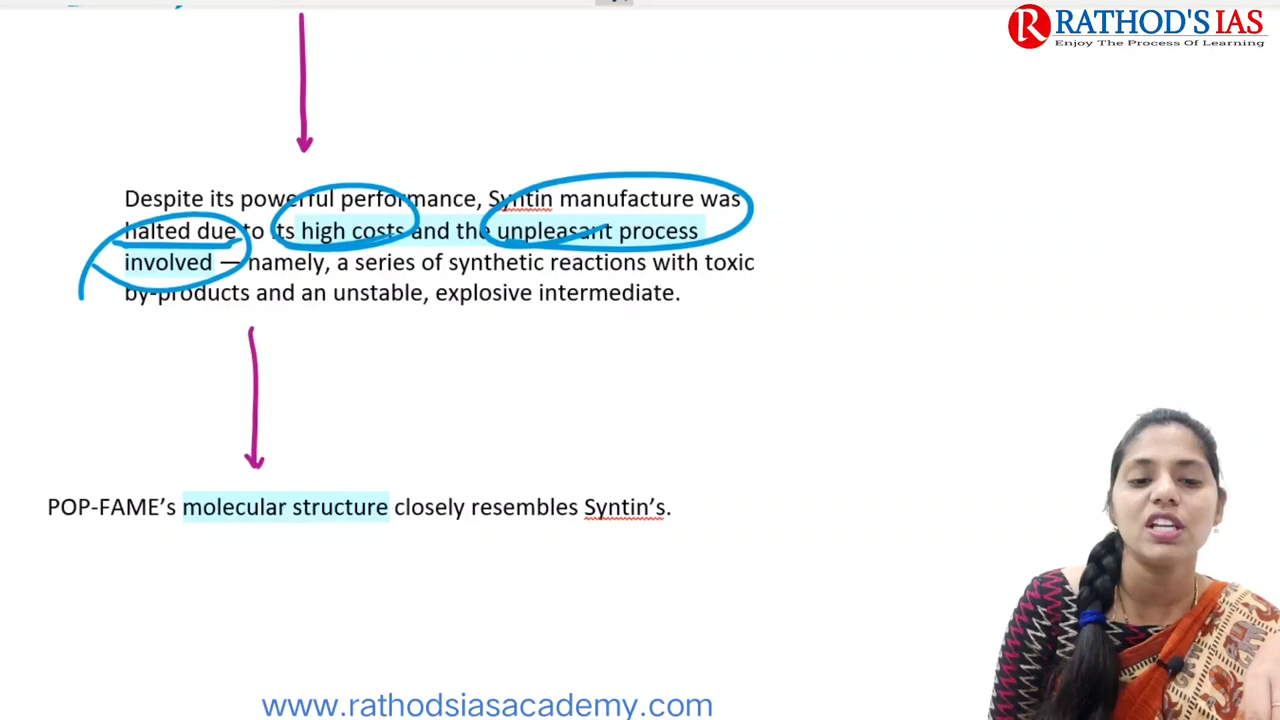 RATHOD'S IAS
Enjoy The Process Of Learning
Despite its powerful performance, Syntin manufacture was
halted due to its high costs and the unpleasant process
involved — namely, a series of synthetic reactions with toxic
by-products and an unstable, explosive intermediate.
POP-FAME’s molecular structure closely resembles Syntin’s.
www.rathodsiasacademy.com